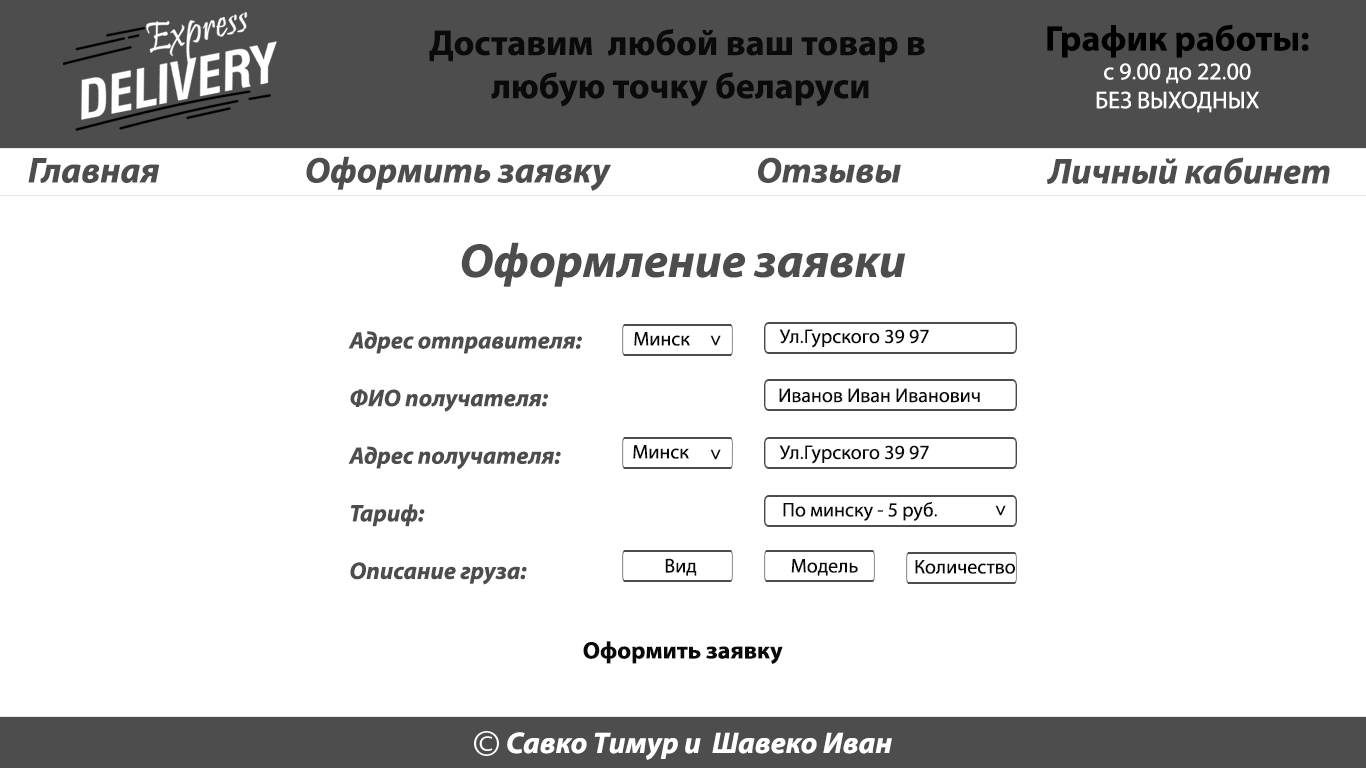 Express
DELIVERY
Доставим любой ваш товар в
любую точку беларуси
График работы:
с 9.00 до 22.00
БЕЗ ВЫХОДНЫХ
Главная Оформить заявку Отзывы Личный кабинет
Оформление заявки
Адрес отправителя: Минск v Ул.Гурского 39 97
ФИО получателя: Иванов Иван Иванович
Адрес получателя: Минск v Ул.Гурского 39 97
Тариф: По минску - 5 руб. v
Описание груза: Вид Модель Количество
Оформить заявку
© Савко Тимур и Шавеко Иван